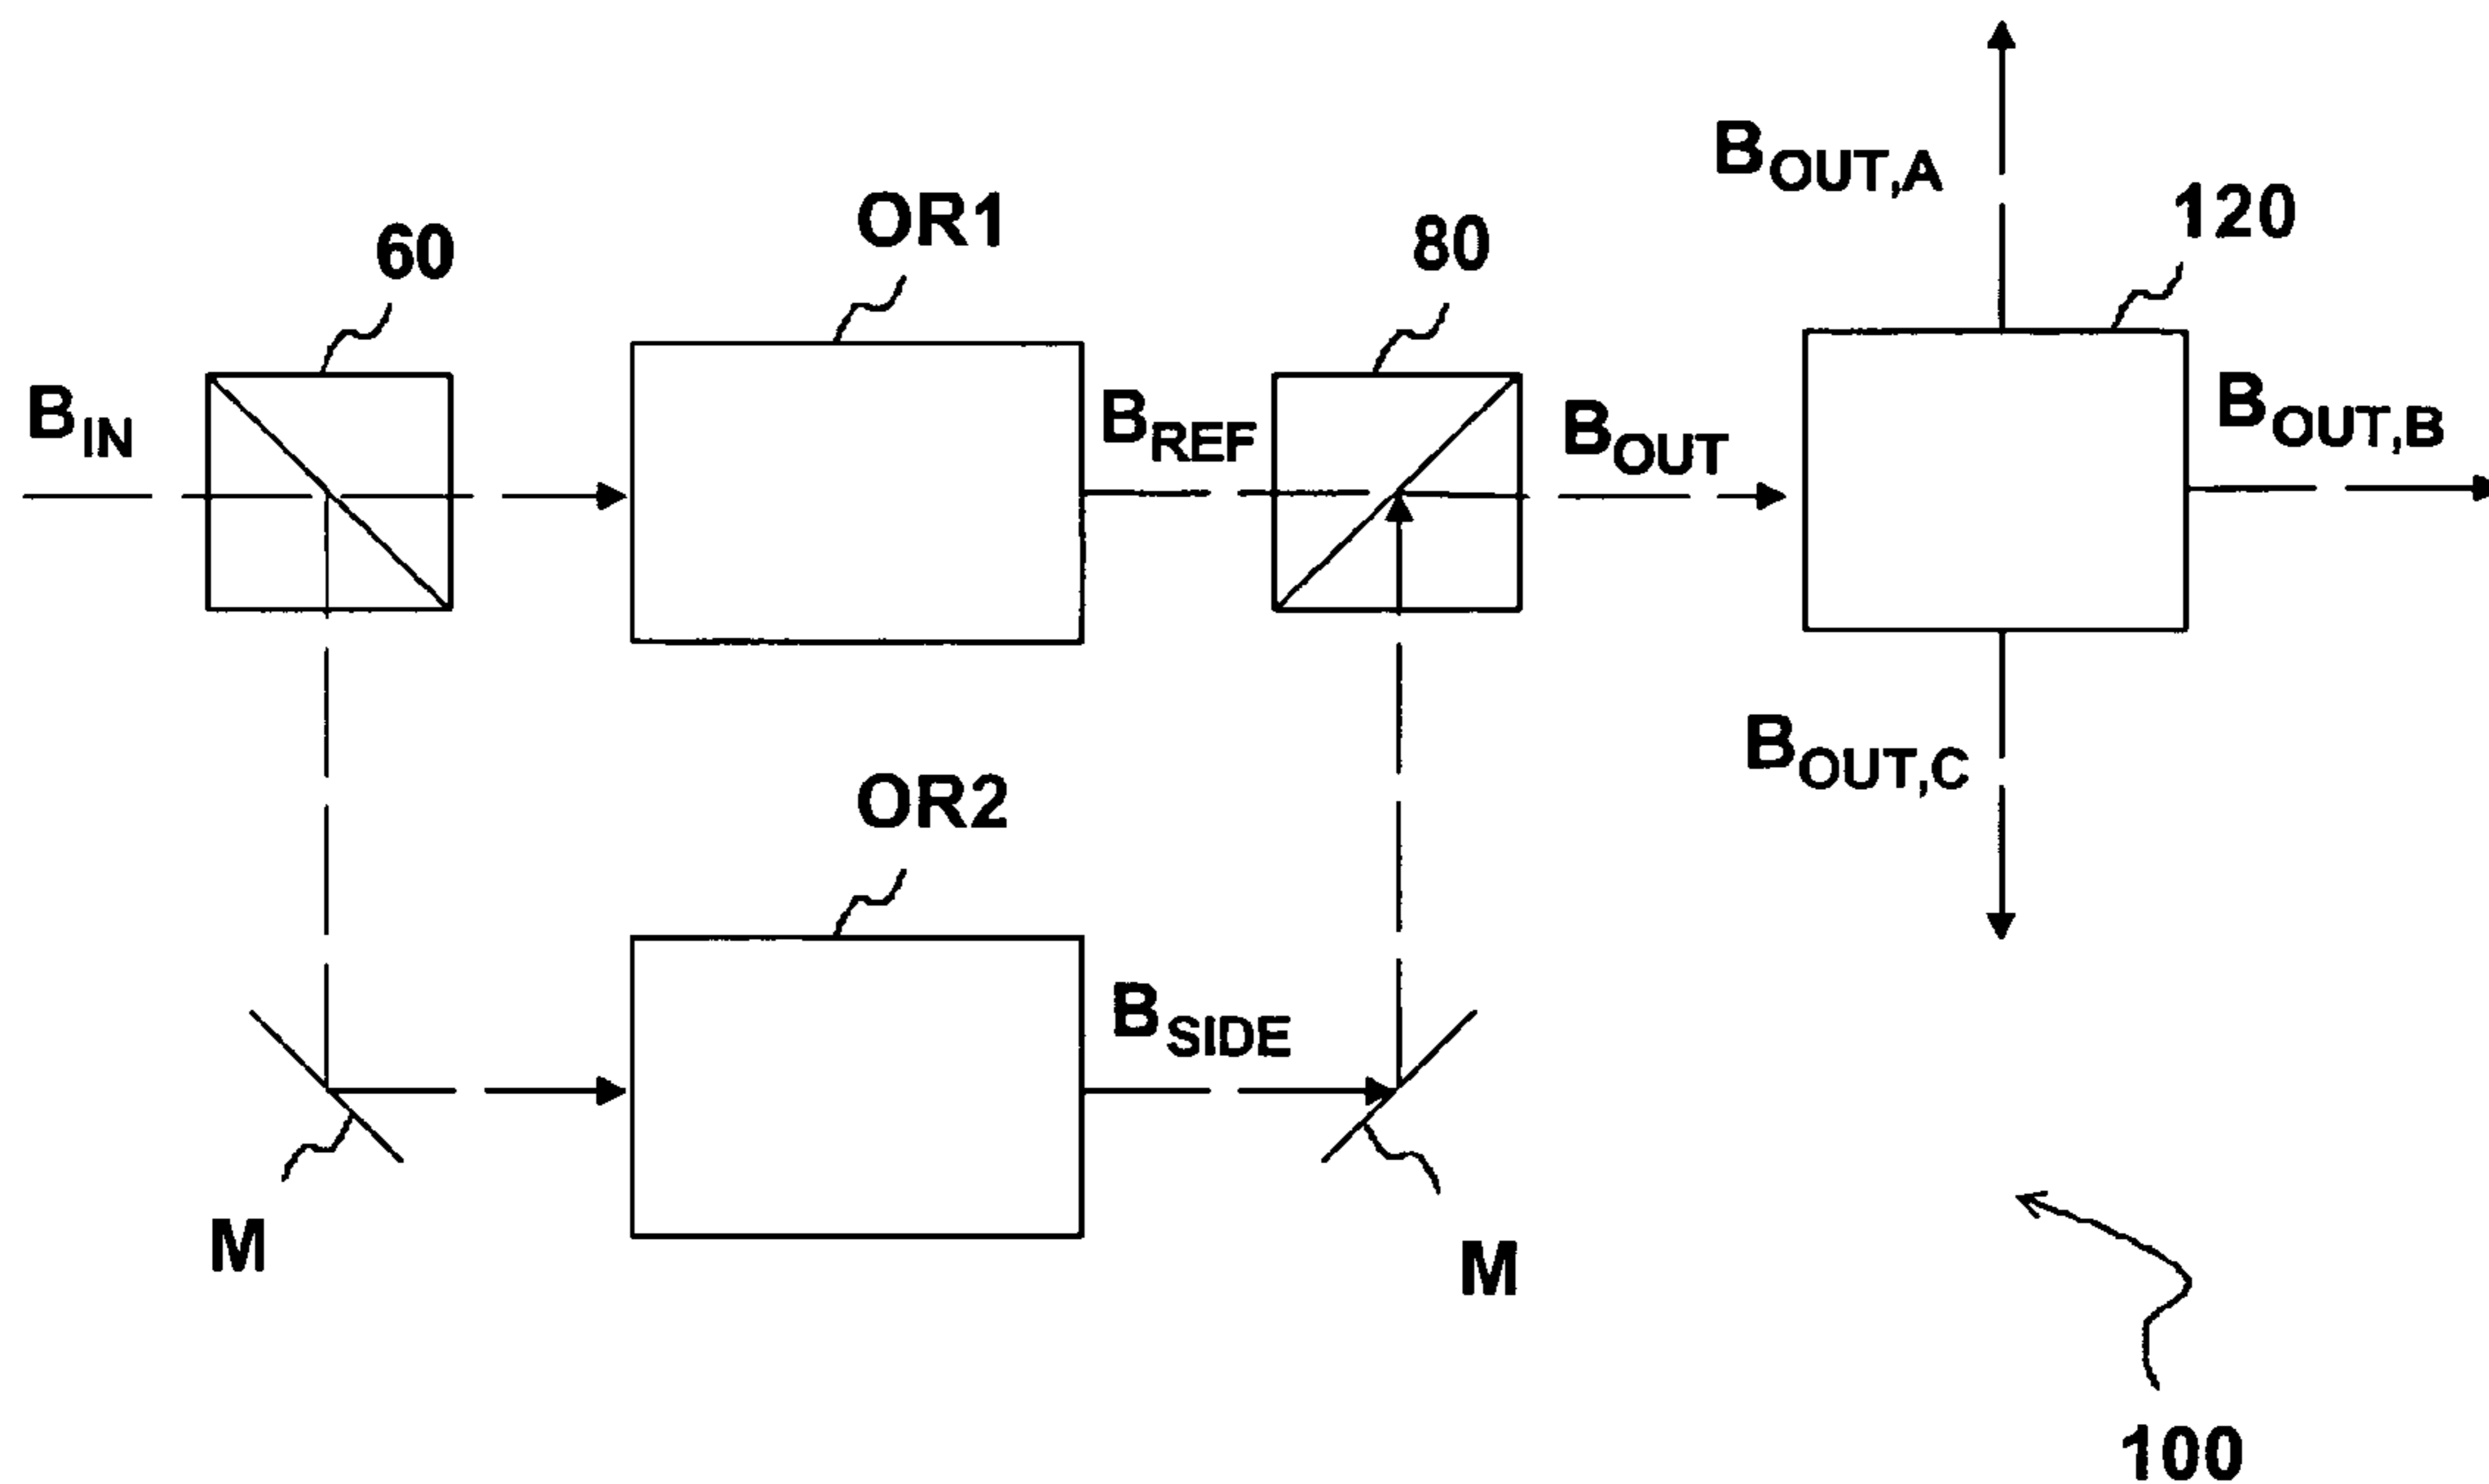 B_OUT,A
OR1
120
60
80
B_IN
B_REF
B_OUT
B_OUT,B
B_OUT,C
OR2
B_SIDE
M
M
100